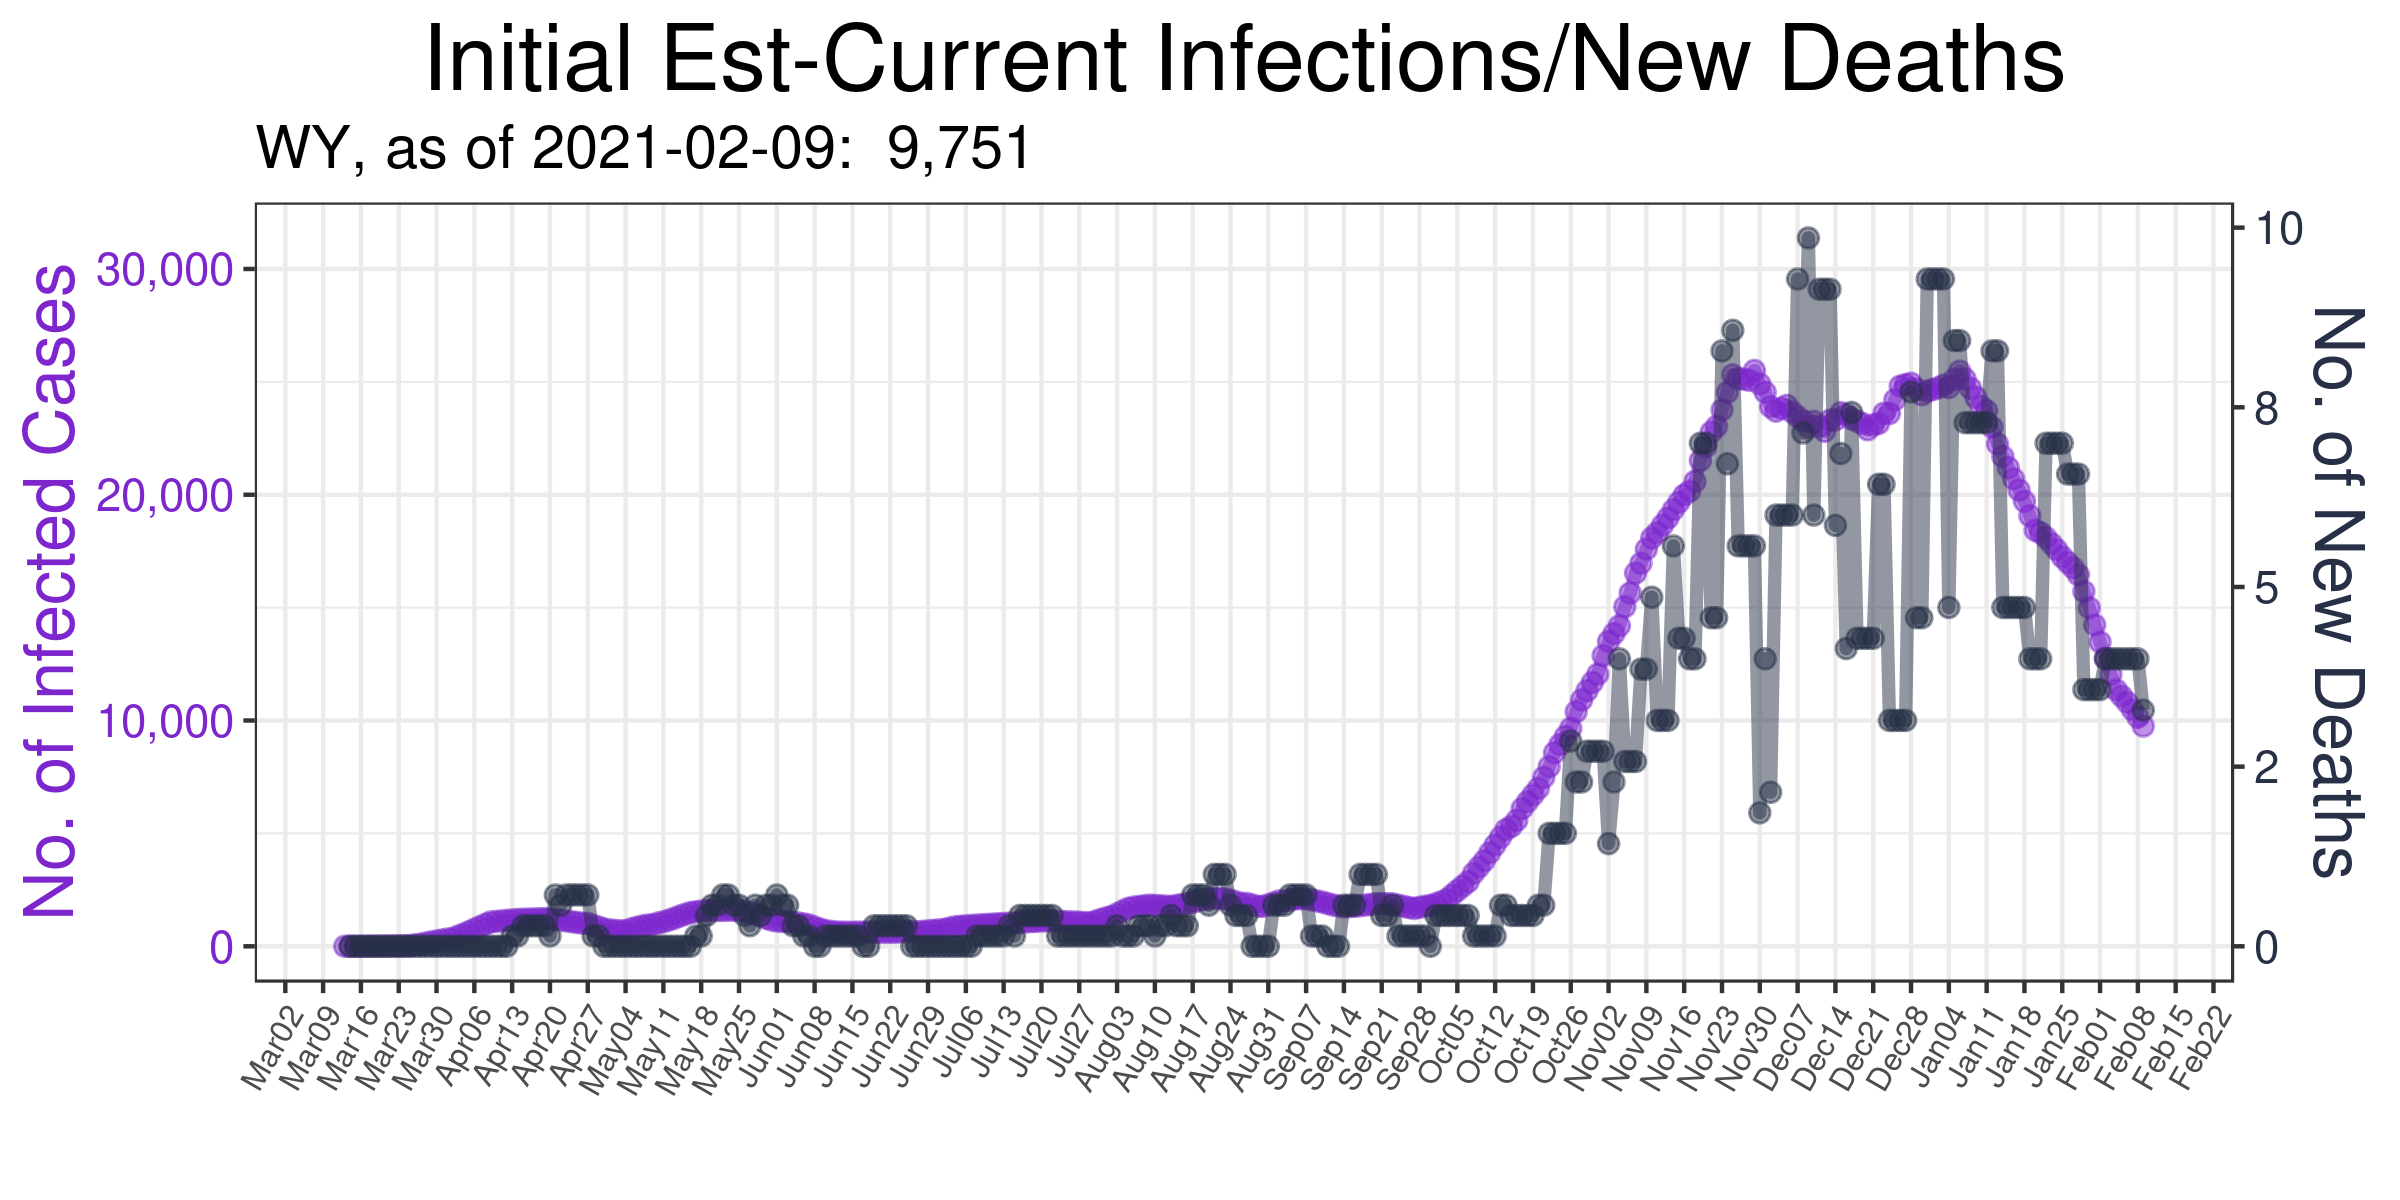 Initial Est-Current Infections/New Deaths
WY, as of 2021-02-09:  9,751
No. of Infected Cases
30,000
20,000
10,000
0
10
8
5
2
0
No. of New Deaths
Mar02
Mar09
Mar16
Mar23
Mar30
Apr06
Apr13
Apr20
Apr27
May04
May11
May18
May25
Jun01
Jun08
Jun15
Jun22
Jun29
Jul06
Jul13
Jul20
Jul27
Aug03
Aug10
Aug17
Aug24
Aug31
Sep07
Sep14
Sep21
Sep28
Oct05
Oct12
Oct19
Oct26
Nov02
Nov09
Nov16
Nov23
Nov30
Dec07
Dec14
Dec21
Dec28
Jan04
Jan11
Jan18
Jan25
Feb01
Feb08
Feb15
Feb22